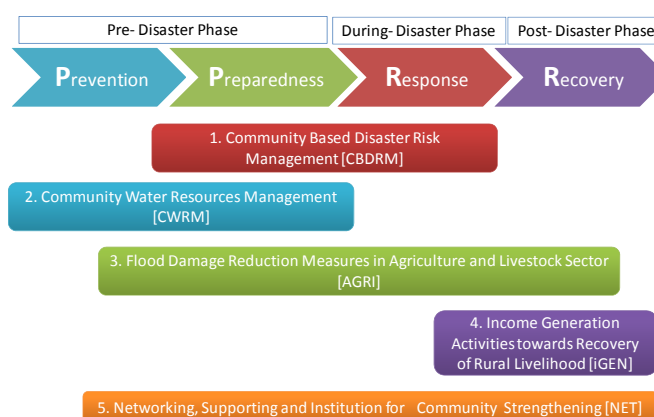 Pre- Disaster Phase
During- Disaster Phase
Post- Disaster Phase
Prevention
Preparedness
Response
Recovery
1. Community Based Disaster Risk
Management [CBDRM]
2. Community Water Resources Management
[CWRM]
3. Flood Damage Reduction Measures in Agriculture and Livestock Sector
[AGRI]
4. Income Generation
Activities towards Recovery
of Rural Livelihood [iGEN]
5. Networking, Supporting and Institution for Community Strengthening [NET]